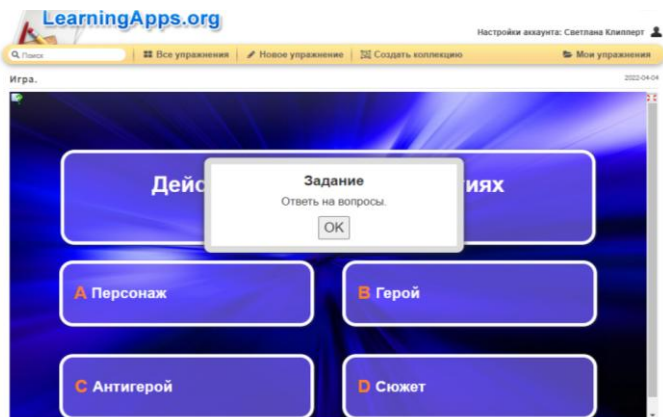 LearningApps.org
Настройки аккаунта: Светлана Клипперт
Поиск
Все упражнения
Новое упражнение
Создать коллекцию
Мои упражнения
Игра.
2022-04-04
Дейс
иях
Задание
Ответь на вопросы.
OK
A Персонаж
B Герой
C Антигерой
D Сюжет